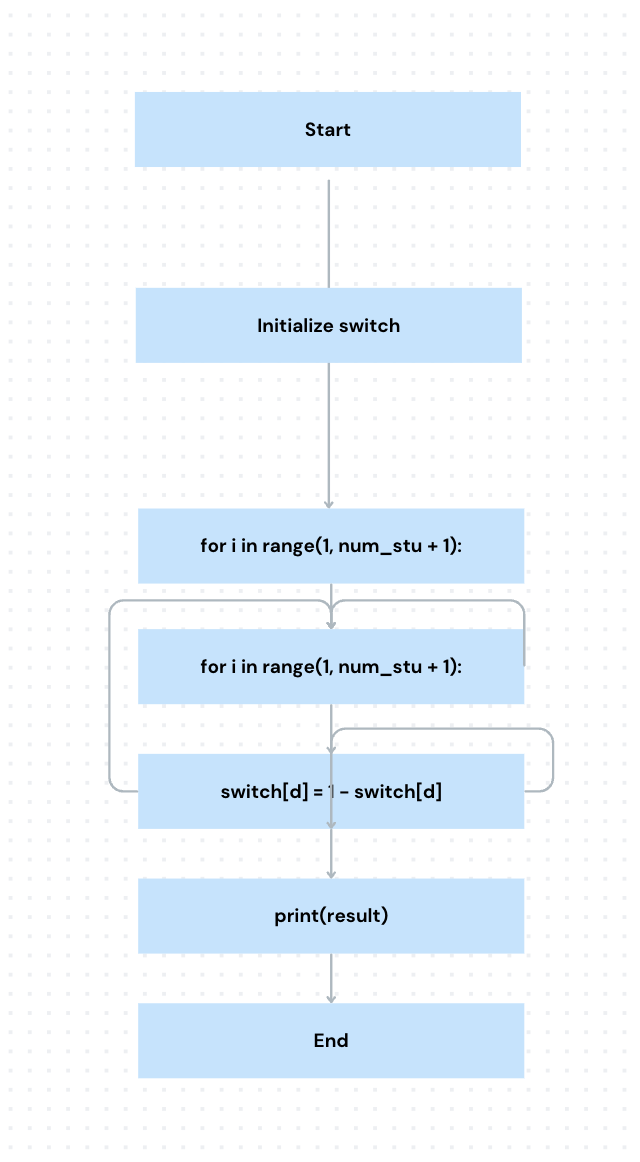 Start
Initialize switch
for i in range(1, num_stu + 1):
for i in range(1, num_stu + 1):
switch[d] = 1 - switch[d]
print(result)
End